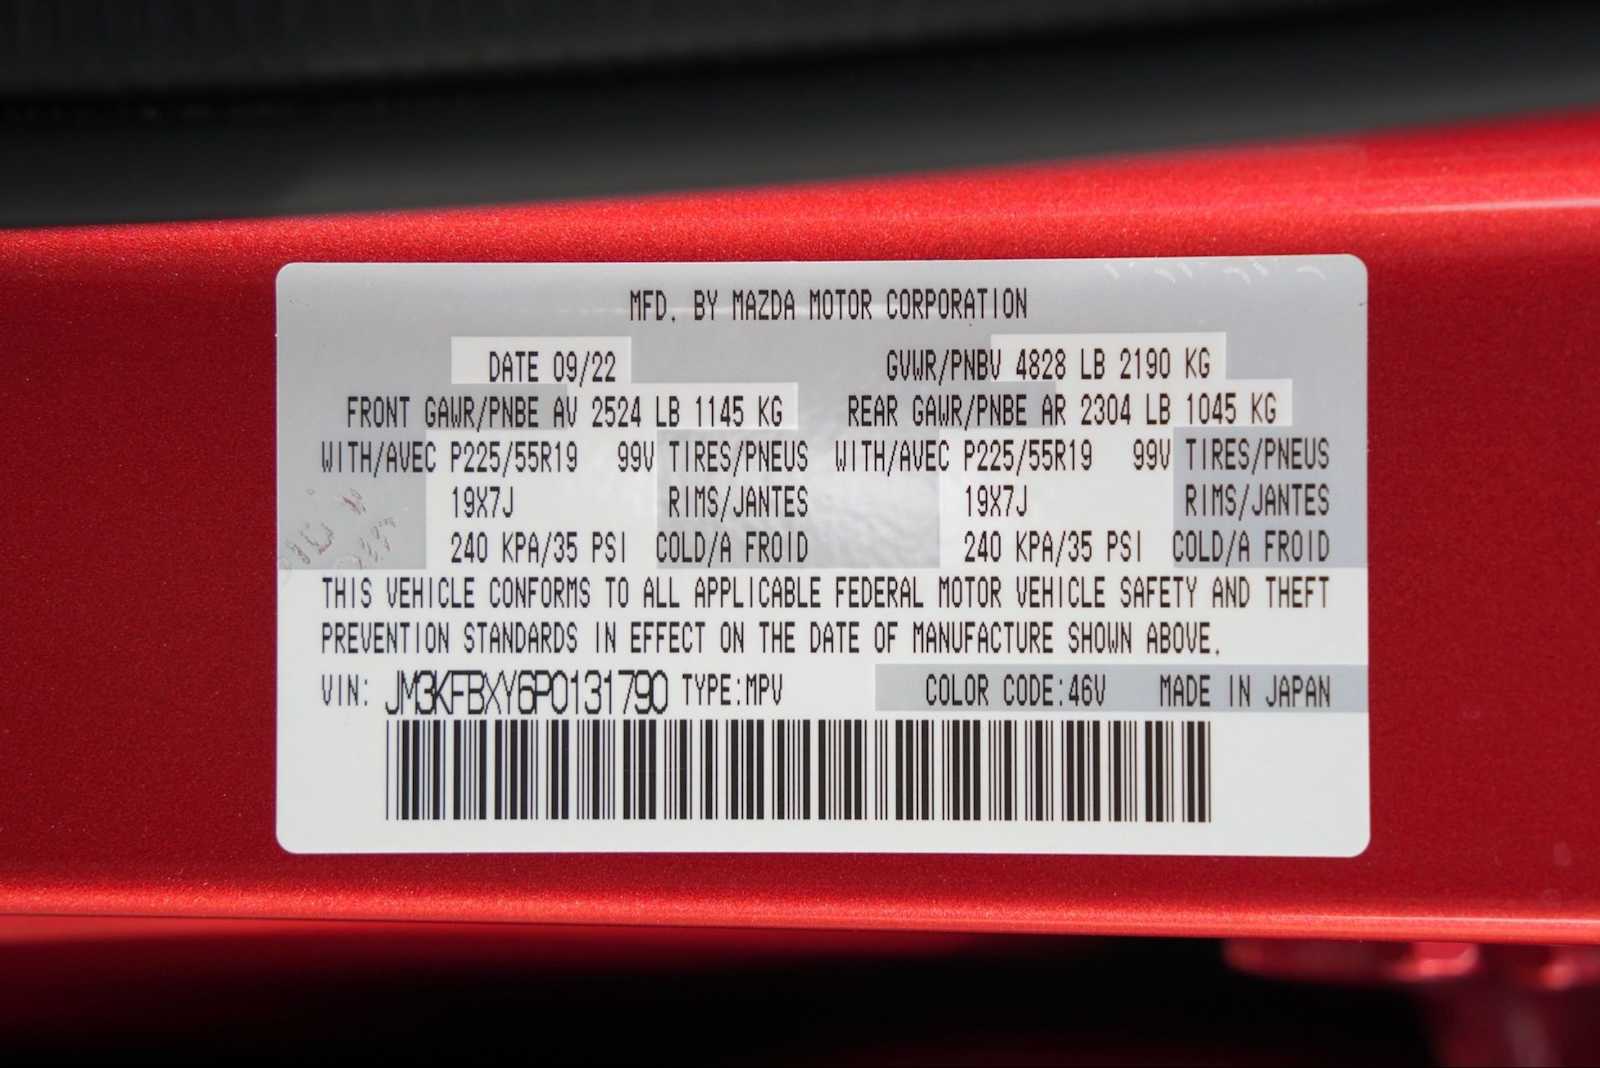 MFD. BY MAZDA MOTOR CORPORATION
DATE 09/22 GVWR/PNBV 4828 LB 2190 KG
FRONT GAWR/PNBE AV 2524 LB 1145 KG REAR GAWR/PNBE AR 2304 LB 1045 KG
WITH/AVEC P225/55R19 99V TIRES/PNEUS WITH/AVEC P225/55R19 99V TIRES/PNEUS
19X7J RIMS/JANTES 19X7J RIMS/JANTES
240 KPA/35 PSI COLD/A FROID 240 KPA/35 PSI COLD/A FROID
THIS VEHICLE CONFORMS TO ALL APPLICABLE FEDERAL MOTOR VEHICLE SAFETY AND THEFT
PREVENTION STANDARDS IN EFFECT ON THE DATE OF MANUFACTURE SHOWN ABOVE.
VIN: JM3KFBXY6P0131790 TYPE:MPV COLOR CODE:46V MADE IN JAPAN